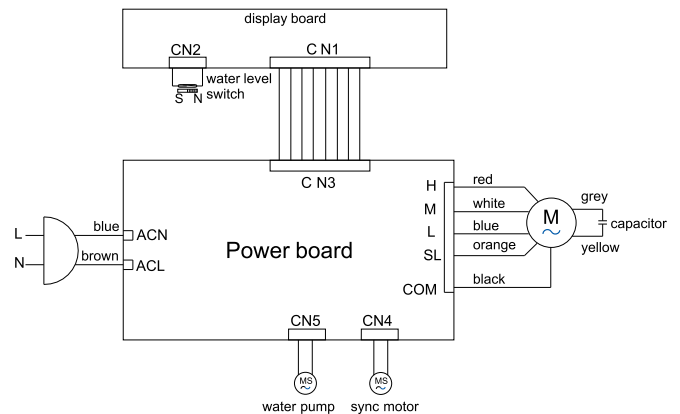 display board
CN2
C N1
water level
switch
S N
C N3
H
red
M
white
L
blue
SL
orange
COM
black
M
grey
capacitor
yellow
L
blue
ACN
N
brown
ACL
Power board
CN5
CN4
MS
MS
water pump
sync motor